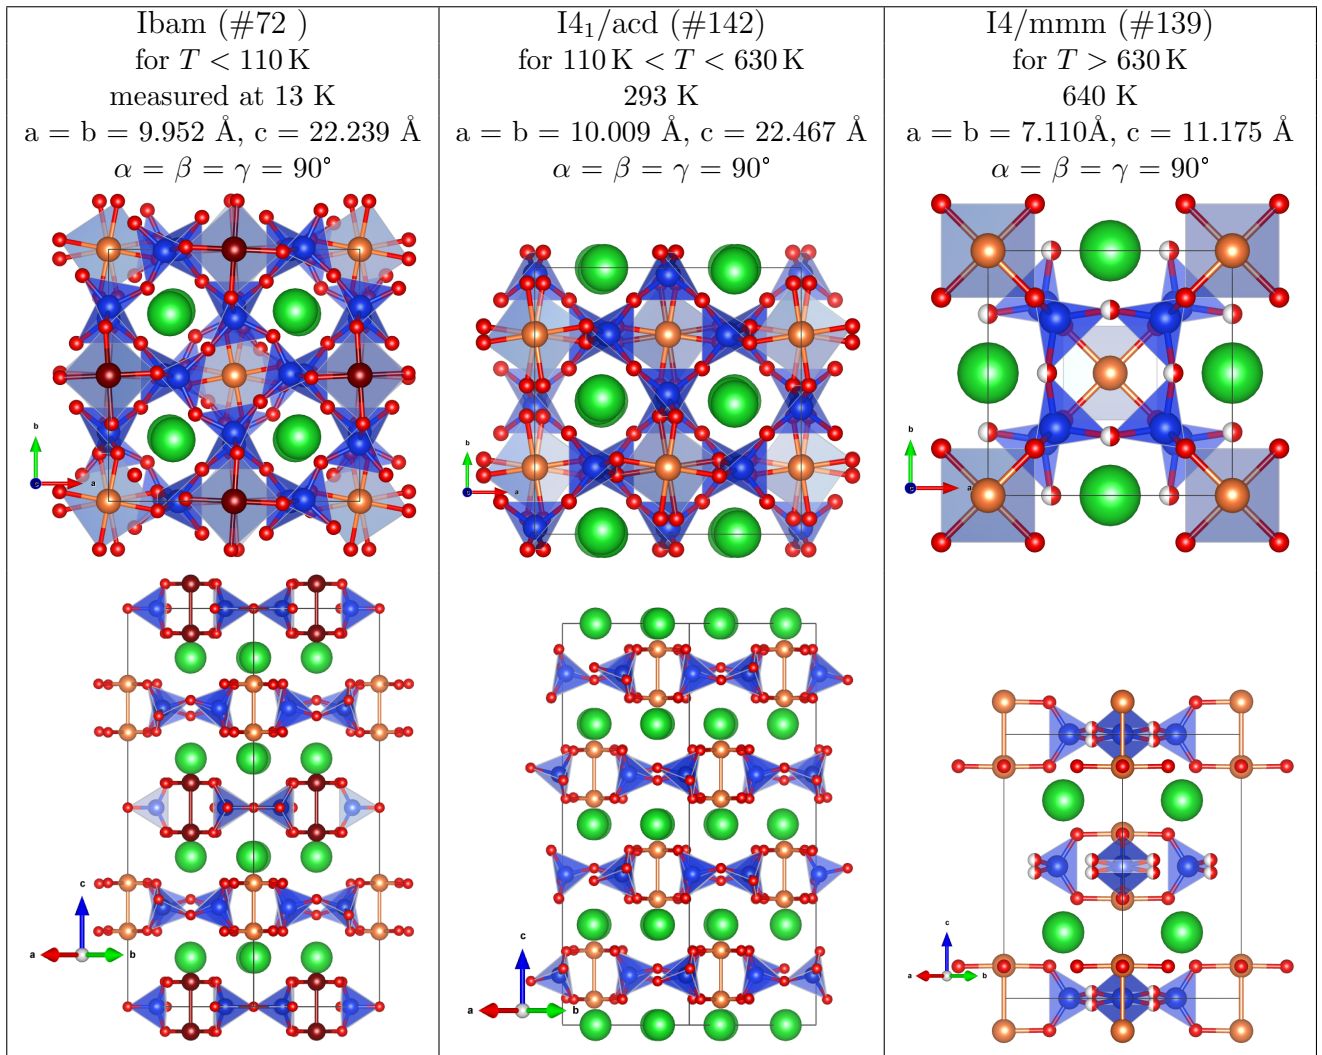 Ibam (#72 )
for T < 110 K
measured at 13 K
a = b = 9.952 Å, c = 22.239 Å
α = β = γ = 90°
I4₁/acd (#142)
for 110 K < T < 630 K
293 K
a = b = 10.009 Å, c = 22.467 Å
α = β = γ = 90°
I4/mmm (#139)
for T > 630 K
640 K
a = b = 7.110Å, c = 11.175 Å
α = β = γ = 90°
b
a
b
a
b
a
c
a
b
c
a
b
c
a
b